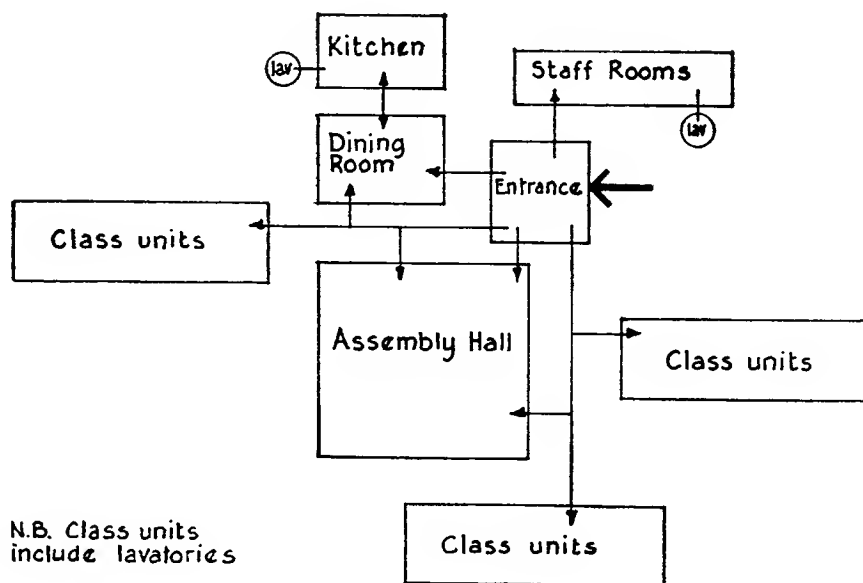 Kitchen
lav
Staff Rooms
lav
Dining
Room
Entrance
Class units
Assembly Hall
Class units
N.B. Class units
include lavatories
Class units